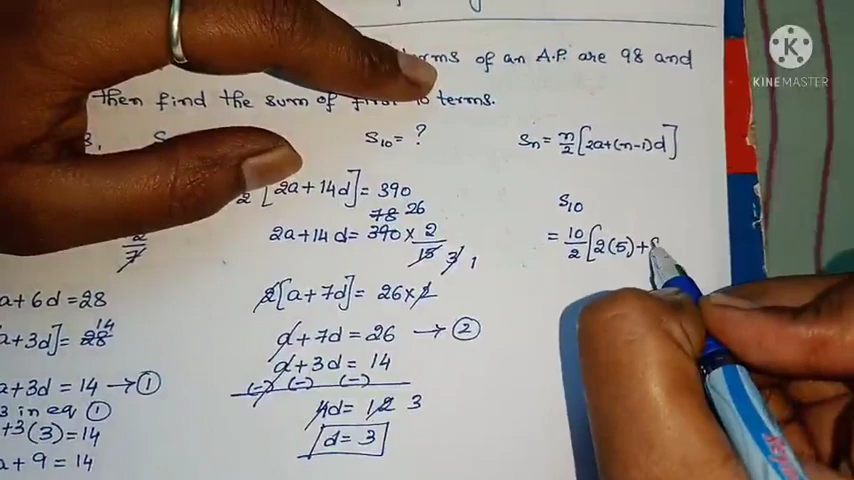 terms of an A.P. are 98 and
then find the sum of first 10 terms.
S10 = ?
Sn = n/2 [2a+(n-1)d]
2a + 14d] = 390
2a + 14d = 390 × 2/15
78 26
3 1
2[a+7d] = 26×2
a + 7d = 26 → ②
a + 3d = 14
(-) (-) (-)
4d = 12 3
d = 3
S10
= 10/2 [2(5)+
a + 6d = 28
a + 3d] = 28 14
a + 3d = 14 → ①
3 in eq ①
+ 3(3) = 14
a + 9 = 14
KINEMASTER